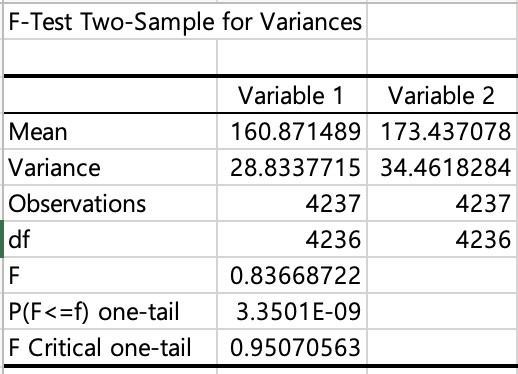 F-Test Two-Sample for Variances
Variable 1 Variable 2
Mean 160.871489 173.437078
Variance 28.8337715 34.4618284
Observations 4237 4237
df 4236 4236
F 0.83668722
P(F<=f) one-tail 3.3501E-09
F Critical one-tail 0.95070563